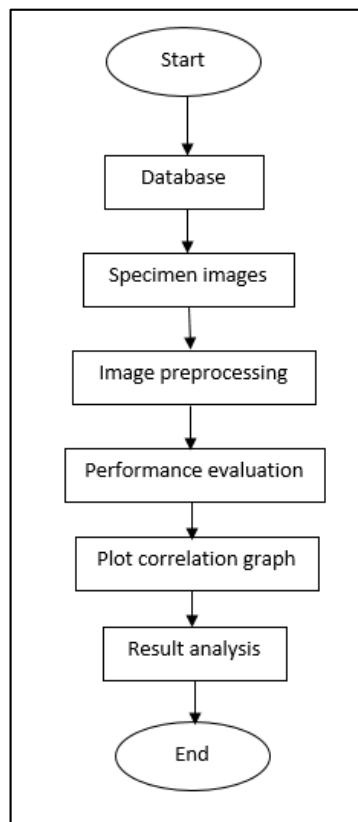 Start
Database
Specimen images
Image preprocessing
Performance evaluation
Plot correlation graph
Result analysis
End